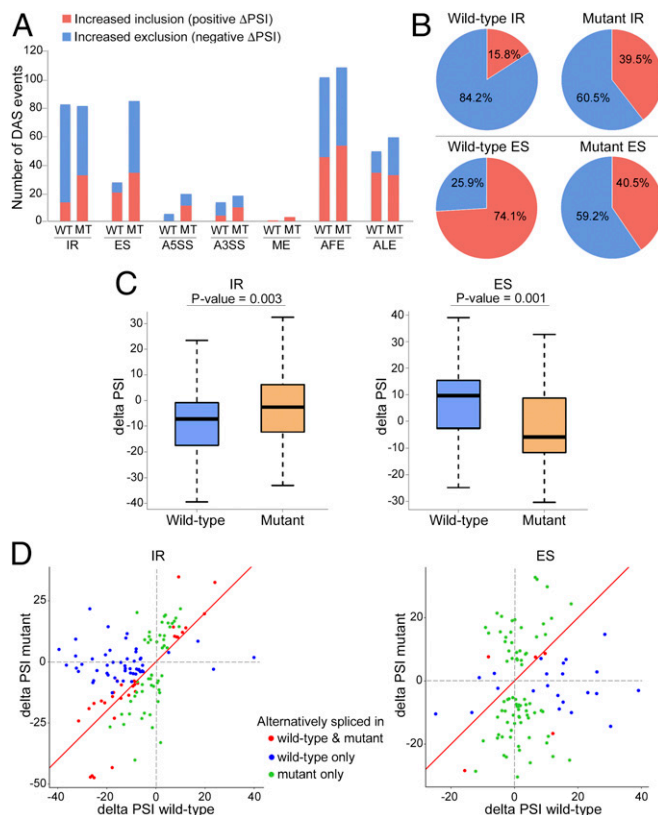 A
Increased inclusion (positive ΔPSI)
Increased exclusion (negative ΔPSI)
Number of DAS events
120
100
80
60
40
20
0
WT MT WT MT WT MT WT MT WT MT WT MT WT MT
IR ES A5SS A3SS ME AFE ALE
B
Wild-type IR Mutant IR
15.8% 39.5%
84.2% 60.5%
Wild-type ES Mutant ES
25.9% 40.5%
74.1% 59.2%
C
IR
P-value = 0.003
delta PSI
30
20
10
0
-10
-20
-30
-40
Wild-type Mutant
ES
P-value = 0.001
delta PSI
40
30
20
10
0
-10
-20
-30
Wild-type Mutant
D
IR
delta PSI mutant
25
0
-25
-50
-40 -20 0 20 40
delta PSI wild-type
Alternatively spliced in
wild-type & mutant
wild-type only
mutant only
ES
delta PSI mutant
20
0
-20
-20 0 20 40
delta PSI wild-type